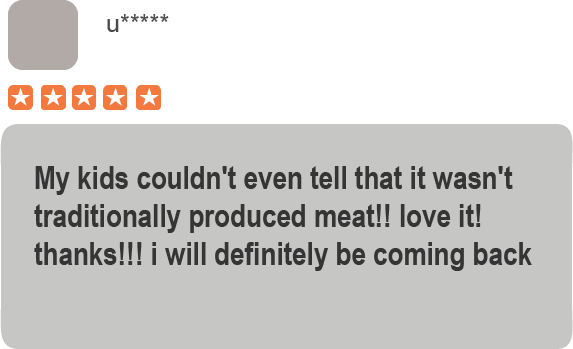 u*****
My kids couldn't even tell that it wasn't
traditionally produced meat!! love it!
thanks!!! i will definitely be coming back